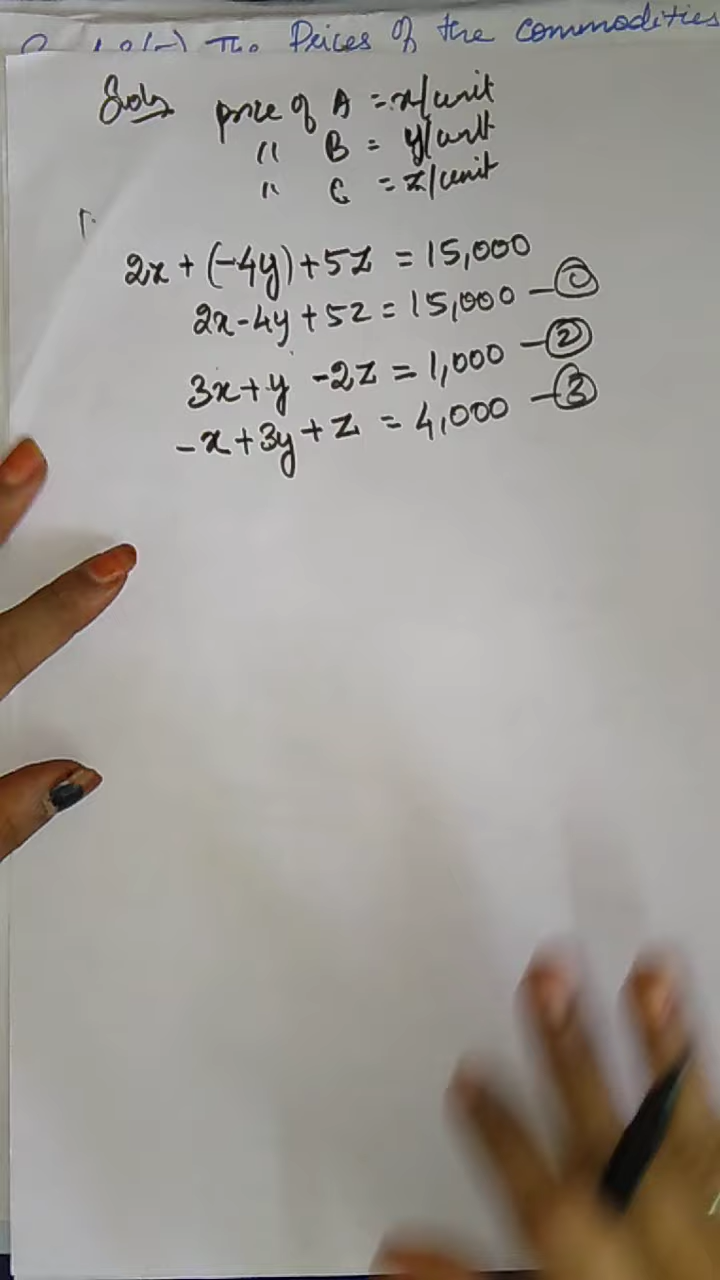 The Prices of the commodities
Soln price of A = x/unit
" B = y/unit
" C = z/unit
2x + (-4y) + 5z = 15,000
2x - 4y + 5z = 15,000 - ①
3x + y - 2z = 1,000 - ②
-x + 3y + z = 4,000 - ③